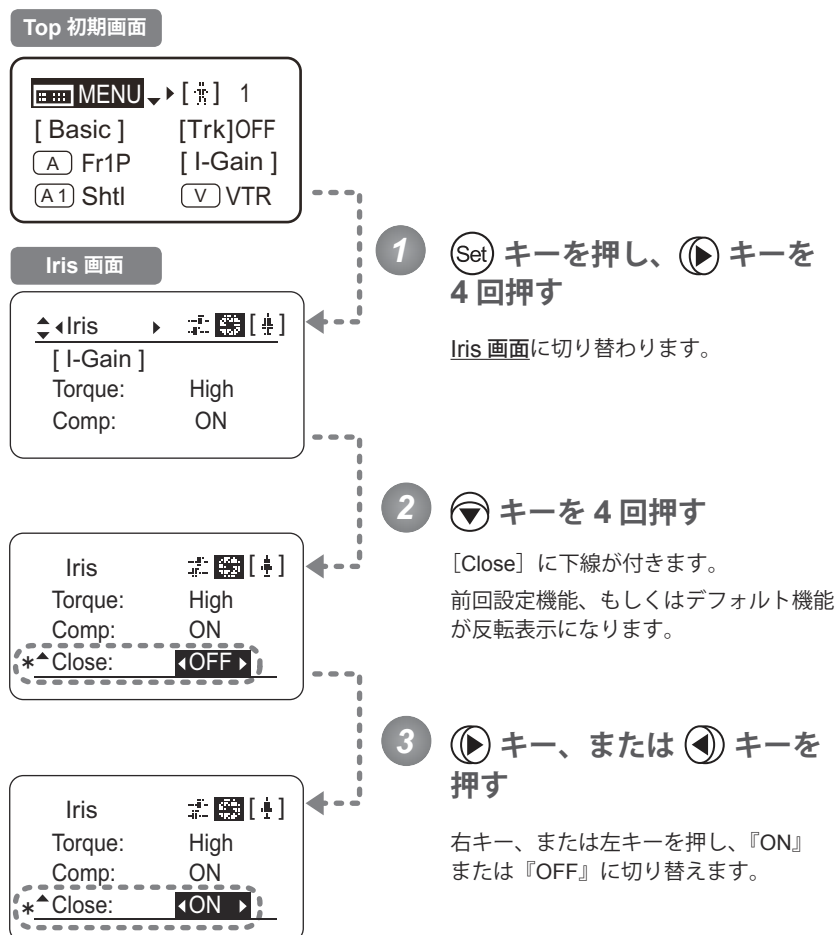 Top 初期画面
MENU [ ] 1
[ Basic ] [Trk]OFF
A Fr1P [ I-Gain ]
A1 Shtl V VTR
1 Set キーを押し、 キーを
4 回押す
Iris 画面に切り替わります。
Iris 画面
Iris [ ]
[ I-Gain ]
Torque: High
Comp: ON
2 キーを 4 回押す
[Close]に下線が付きます。
前回設定機能、もしくはデフォルト機能
が反転表示になります。
Iris [ ]
Torque: High
Comp: ON
*Close: OFF
3 キー、または キーを
押す
右キー、または左キーを押し、『ON』
または『OFF』に切り替えます。
Iris [ ]
Torque: High
Comp: ON
*Close: ON